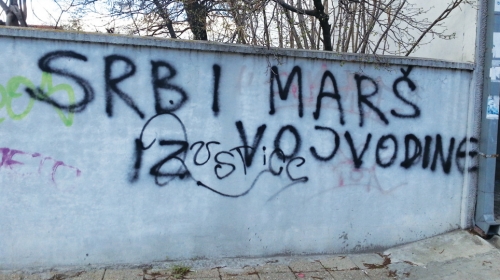 SRBI MARŠ
IZ VOJVODINE